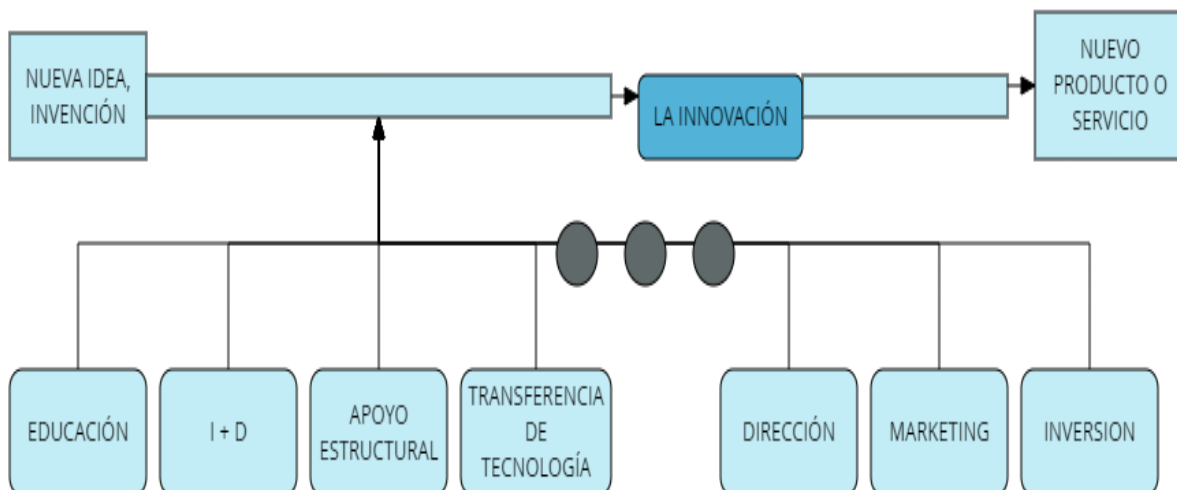 NUEVA IDEA,
INVENCIÓN
LA INNOVACIÓN
NUEVO
PRODUCTO O
SERVICIO
EDUCACIÓN
I + D
APOYO
ESTRUCTURAL
TRANSFERENCIA
DE
TECNOLOGÍA
DIRECCIÓN
MARKETING
INVERSION